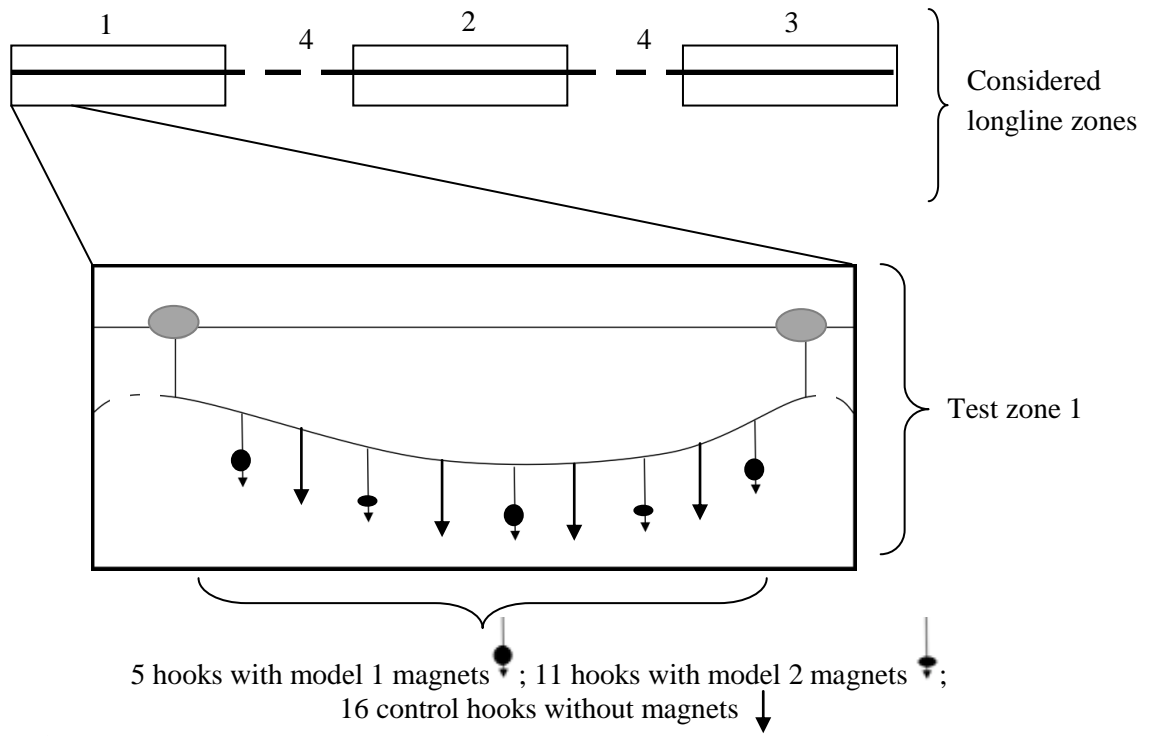 1
4
2
4
3
Considered
longline zones
Test zone 1
5 hooks with model 1 magnets ; 11 hooks with model 2 magnets ;
16 control hooks without magnets